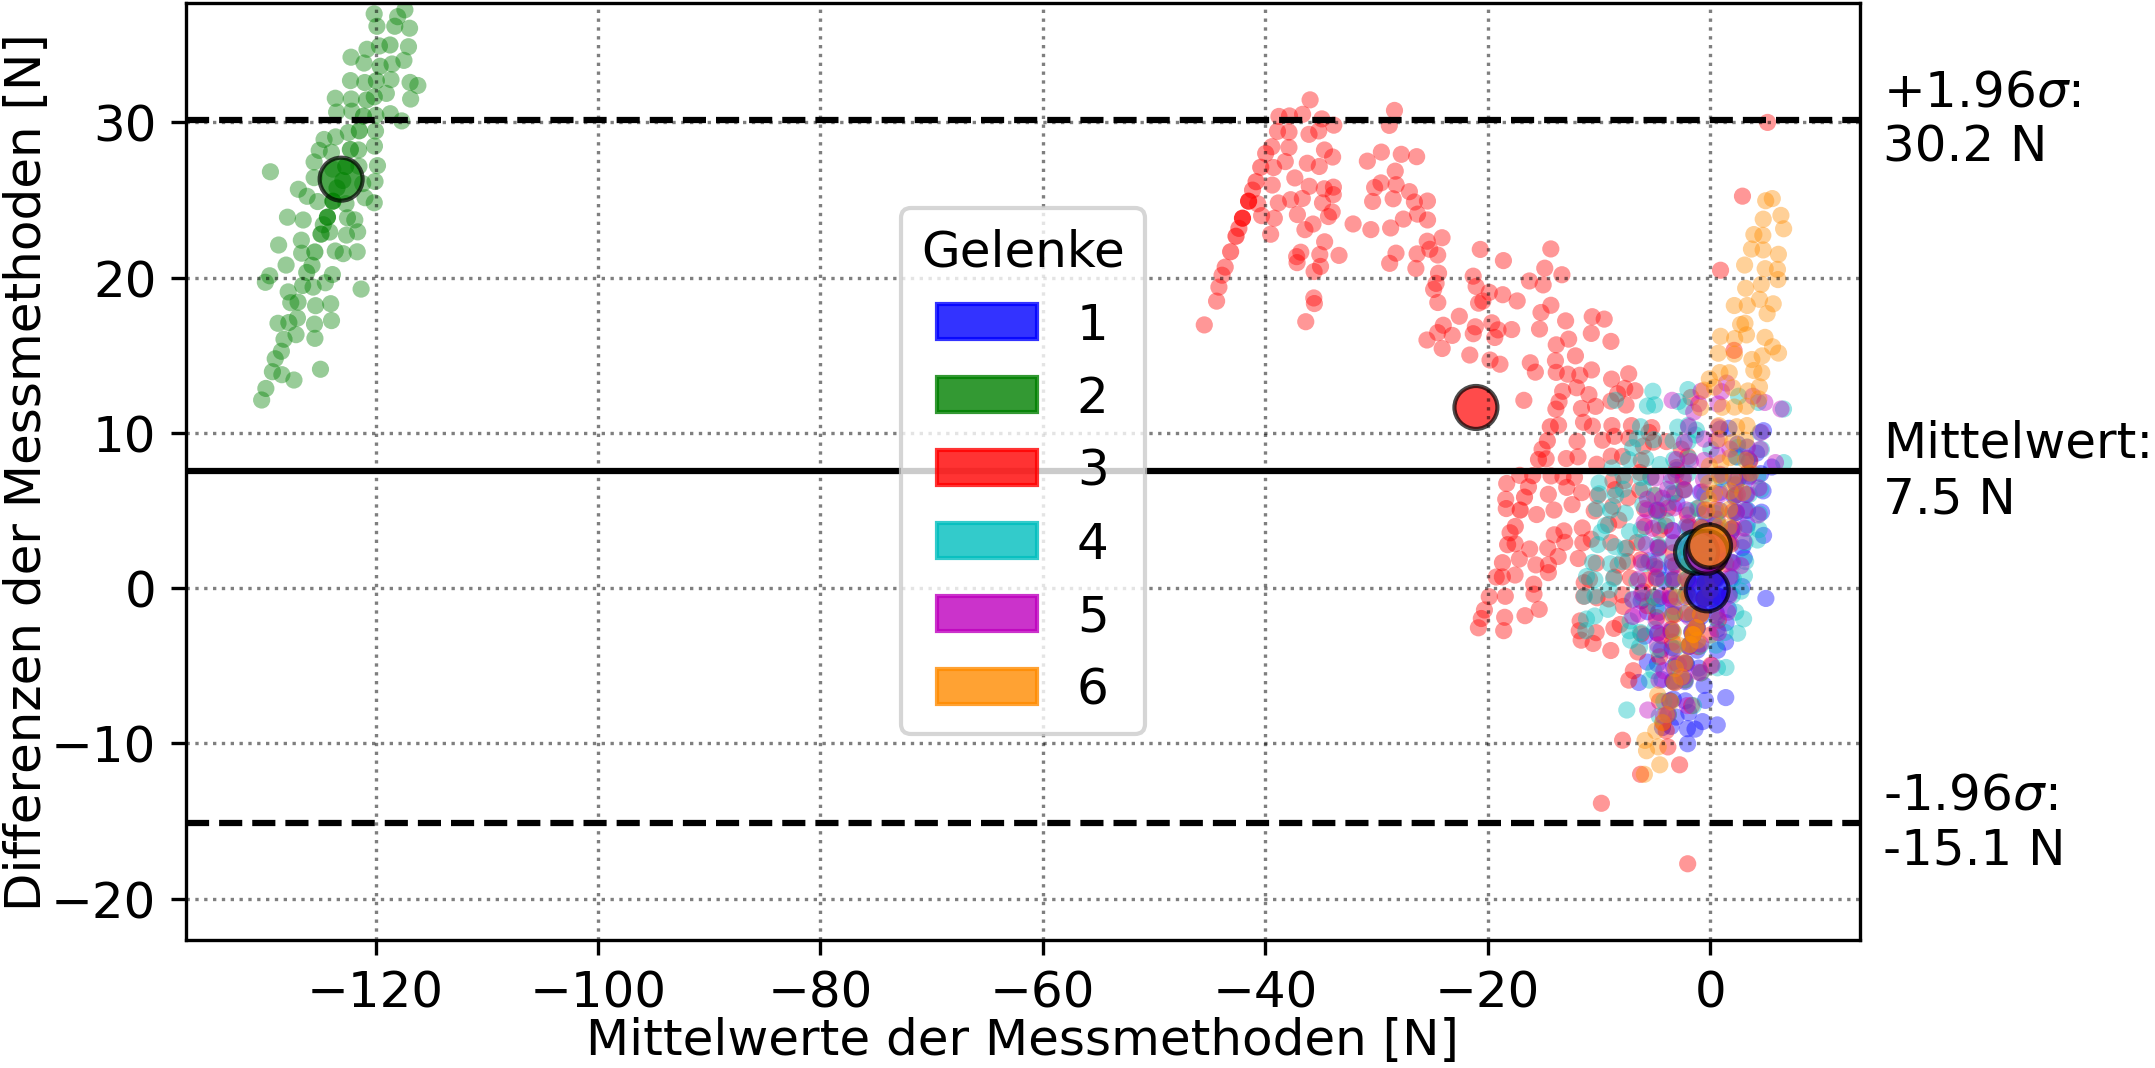 Differenzen der Messmethoden [N]
30
20
10
0
−10
−20
−120
−100
−80
−60
−40
−20
0
Mittelwerte der Messmethoden [N]
Gelenke
1
2
3
4
5
6
+1.96σ:
30.2 N
Mittelwert:
7.5 N
-1.96σ:
-15.1 N